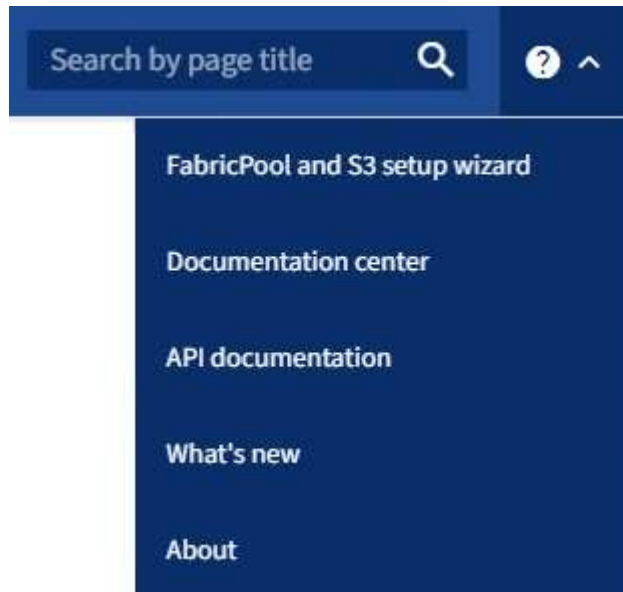 Search by page title
FabricPool and S3 setup wizard
Documentation center
API documentation
What's new
About